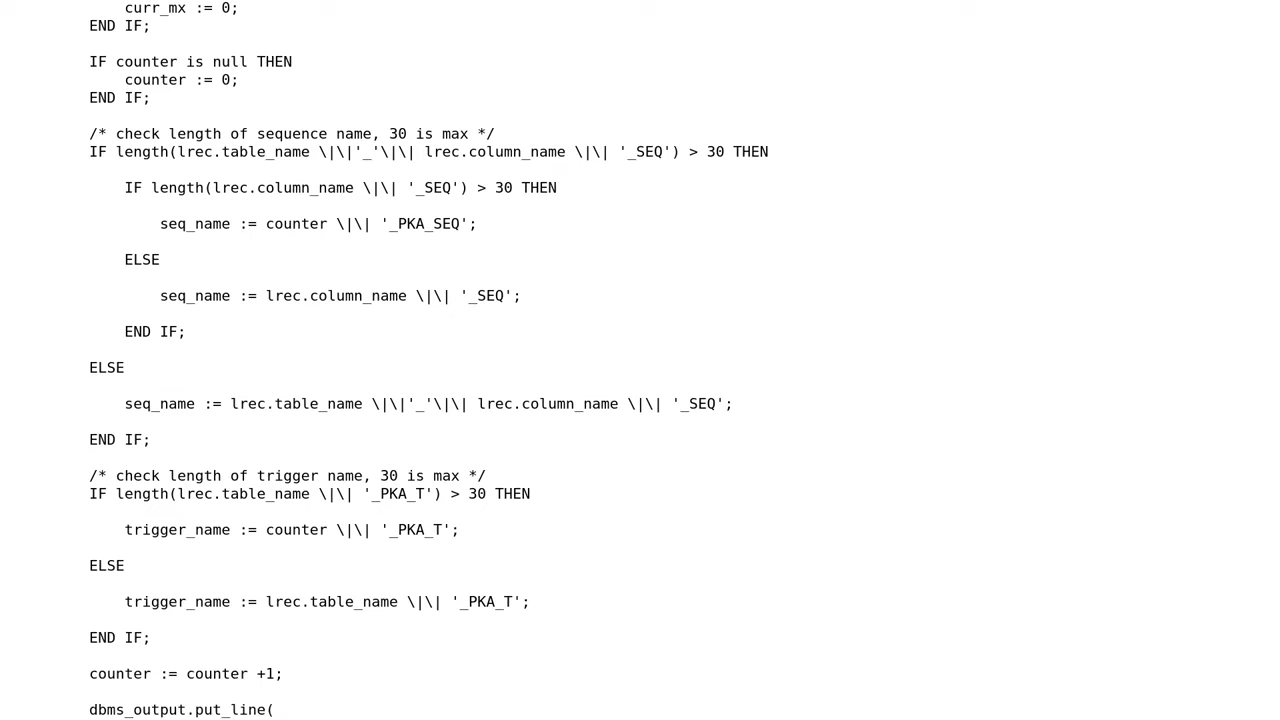 curr_mx := 0;
END IF;
IF counter is null THEN
counter := 0;
END IF;
/* check length of sequence name, 30 is max */
IF length(lrec.table_name \|\|'_'\|\| lrec.column_name \|\| '_SEQ') > 30 THEN
IF length(lrec.column_name \|\| '_SEQ') > 30 THEN
seq_name := counter \|\| '_PKA_SEQ';
ELSE
seq_name := lrec.column_name \|\| '_SEQ';
END IF;
ELSE
seq_name := lrec.table_name \|\|'_'\|\| lrec.column_name \|\| '_SEQ';
END IF;
/* check length of trigger name, 30 is max */
IF length(lrec.table_name \|\| '_PKA_T') > 30 THEN
trigger_name := counter \|\| '_PKA_T';
ELSE
trigger_name := lrec.table_name \|\| '_PKA_T';
END IF;
counter := counter +1;
dbms_output.put_line(